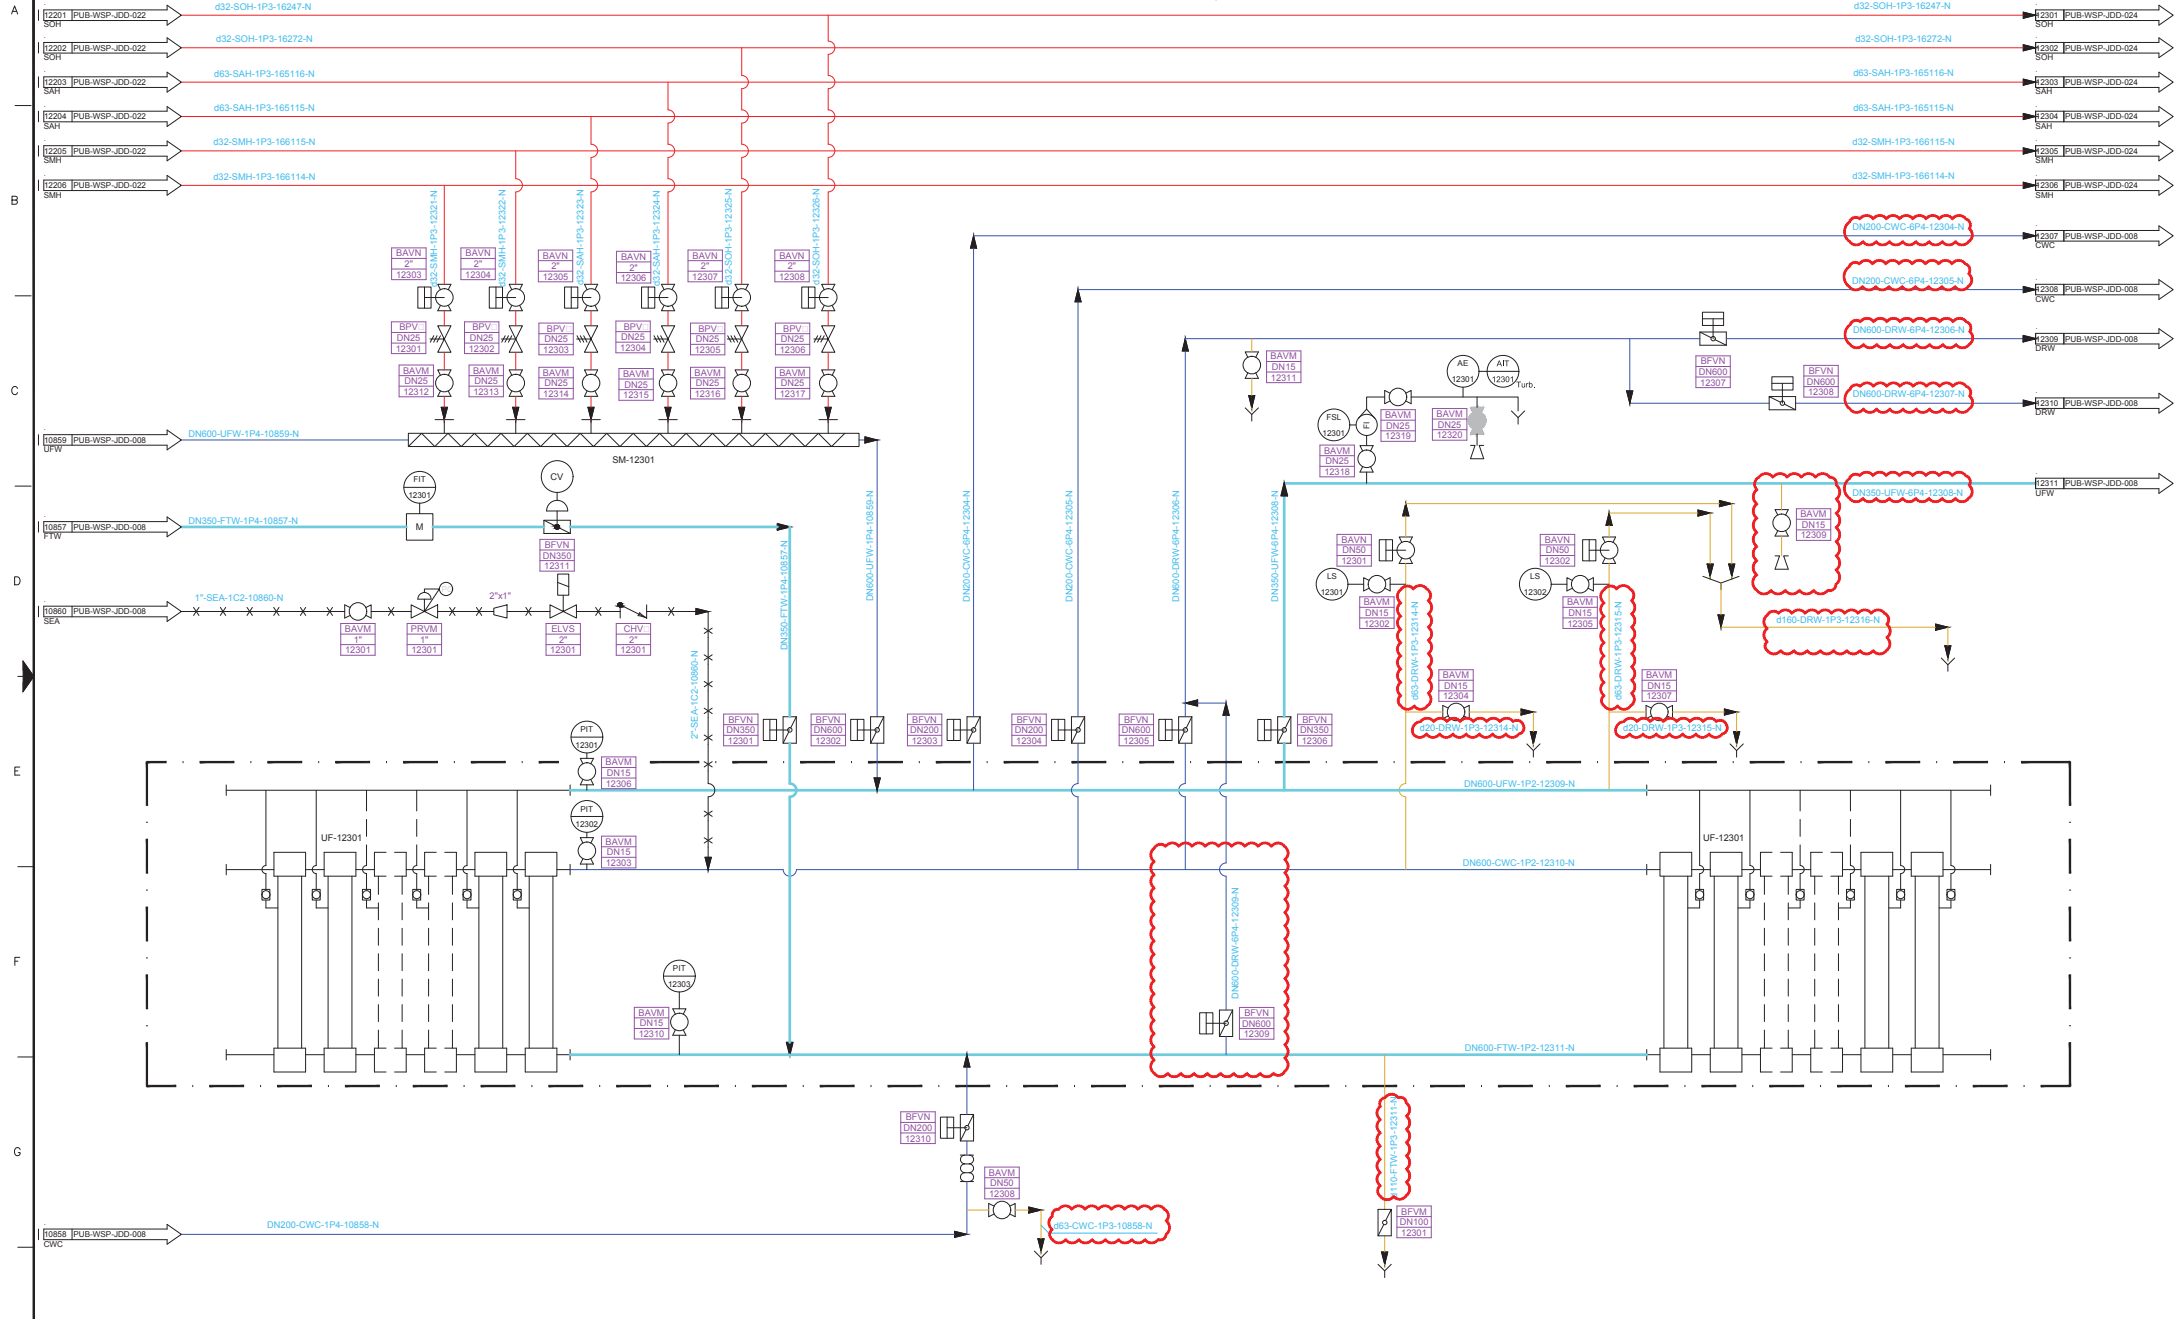 A
12201 PUB-WSP-JDD-022
SOH
d32-SOH-1P3-16247-N
d32-SOH-1P3-16247-N
12301 PUB-WSP-JDD-024
SOH
12202 PUB-WSP-JDD-022
SOH
d32-SOH-1P3-16272-N
d32-SOH-1P3-16272-N
12302 PUB-WSP-JDD-024
SOH
12203 PUB-WSP-JDD-022
SAH
d63-SAH-1P3-165116-N
d63-SAH-1P3-165116-N
12303 PUB-WSP-JDD-024
SAH
12204 PUB-WSP-JDD-022
SAH
d63-SAH-1P3-165115-N
d63-SAH-1P3-165115-N
12304 PUB-WSP-JDD-024
SAH
12205 PUB-WSP-JDD-022
SMH
d32-SMH-1P3-166115-N
d32-SMH-1P3-166115-N
12305 PUB-WSP-JDD-024
SMH
12206 PUB-WSP-JDD-022
SMH
d32-SMH-1P3-166114-N
d32-SMH-1P3-166114-N
12306 PUB-WSP-JDD-024
SMH
B
d32-SMH-1P3-12321-N
d32-SMH-1P3-12322-N
d32-SAH-1P3-12323-N
d32-SAH-1P3-12324-N
d32-SOH-1P3-12325-N
d32-SOH-1P3-12326-N
BAVN
2"
12303
BAVN
2"
12304
BAVN
2"
12305
BAVN
2"
12306
BAVN
2"
12307
BAVN
2"
12308
DN200-CWC-6P4-12304-N
12307 PUB-WSP-JDD-008
CWC
DN200-CWC-6P4-12305-N
12308 PUB-WSP-JDD-008
CWC
BPV
DN25
12301
BPV
DN25
12302
BPV
DN25
12303
BPV
DN25
12304
BPV
DN25
12305
BPV
DN25
12306
DN600-DRW-6P4-12306-N
12309 PUB-WSP-JDD-008
DRW
C
BAVM
DN25
12312
BAVM
DN25
12313
BAVM
DN25
12314
BAVM
DN25
12315
BAVM
DN25
12316
BAVM
DN25
12317
BAVM
DN15
12311
AE
12301
AIT
12301
Turb.
BFVN
DN600
12307
BFVN
DN600
12308
DN600-DRW-6P4-12307-N
12310 PUB-WSP-JDD-008
DRW
FSL
12301
FI
BAVM
DN25
12319
BAVM
DN25
12320
BAVM
DN25
12318
10859 PUB-WSP-JDD-008
UFW
DN600-UFW-1P4-10859-N
SM-12301
DN350-UFW-6P4-12308-N
12311 PUB-WSP-JDD-008
UFW
FIT
12301
CV
10857 PUB-WSP-JDD-008
FTW
DN350-FTW-1P4-10857-N
M
BFVN
DN350
12311
BAVM
DN15
12309
D
BAVN
DN50
12301
LS
12301
BAVM
DN15
12302
BAVN
DN50
12302
LS
12302
BAVM
DN15
12305
10860 PUB-WSP-JDD-008
SEA
1"-SEA-1C2-10860-N
2"x1"
BAVM
1"
12301
PRVM
1"
12301
ELVS
2"
12301
CHV
2"
12301
2"-SEA-1C2-10860-N
DN350-FTW-1P4-10857-N
DN600-UFW-1P4-10859-N
DN200-CWC-6P4-12304-N
DN200-CWC-6P4-12305-N
DN600-DRW-6P4-12306-N
DN350-UFW-6P4-12308-N
d63-DRW-1P3-12314-N
d63-DRW-1P3-12315-N
d160-DRW-1P3-12316-N
BAVM
DN15
12304
BAVM
DN15
12307
d20-DRW-1P3-12314-N
d20-DRW-1P3-12315-N
BFVN
DN350
12301
BFVN
DN600
12302
BFVN
DN200
12303
BFVN
DN200
12304
BFVN
DN600
12305
BFVN
DN350
12306
E
PIT
12301
BAVM
DN15
12306
DN600-UFW-1P2-12309-N
PIT
12302
BAVM
DN15
12303
UF-12301
UF-12301
DN600-CWC-1P2-12310-N
DN600-DRW-6P4-12309-N
F
PIT
12303
BAVM
DN15
12310
BFVN
DN600
12309
DN600-FTW-1P2-12311-N
G
BFVN
DN200
12310
BAVM
DN50
12308
d63-CWC-1P3-10858-N
d110-FTW-1P3-12311-N
BFVM
DN100
12301
10858 PUB-WSP-JDD-008
CWC
DN200-CWC-1P4-10858-N